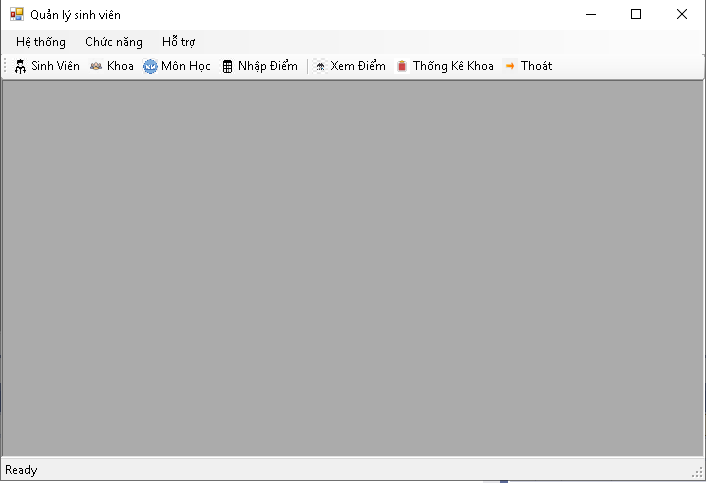 Quản lý sinh viên
Hệ thống Chức năng Hỗ trợ
Sinh Viên Khoa Môn Học Nhập Điểm Xem Điểm Thống Kê Khoa Thoát
Ready